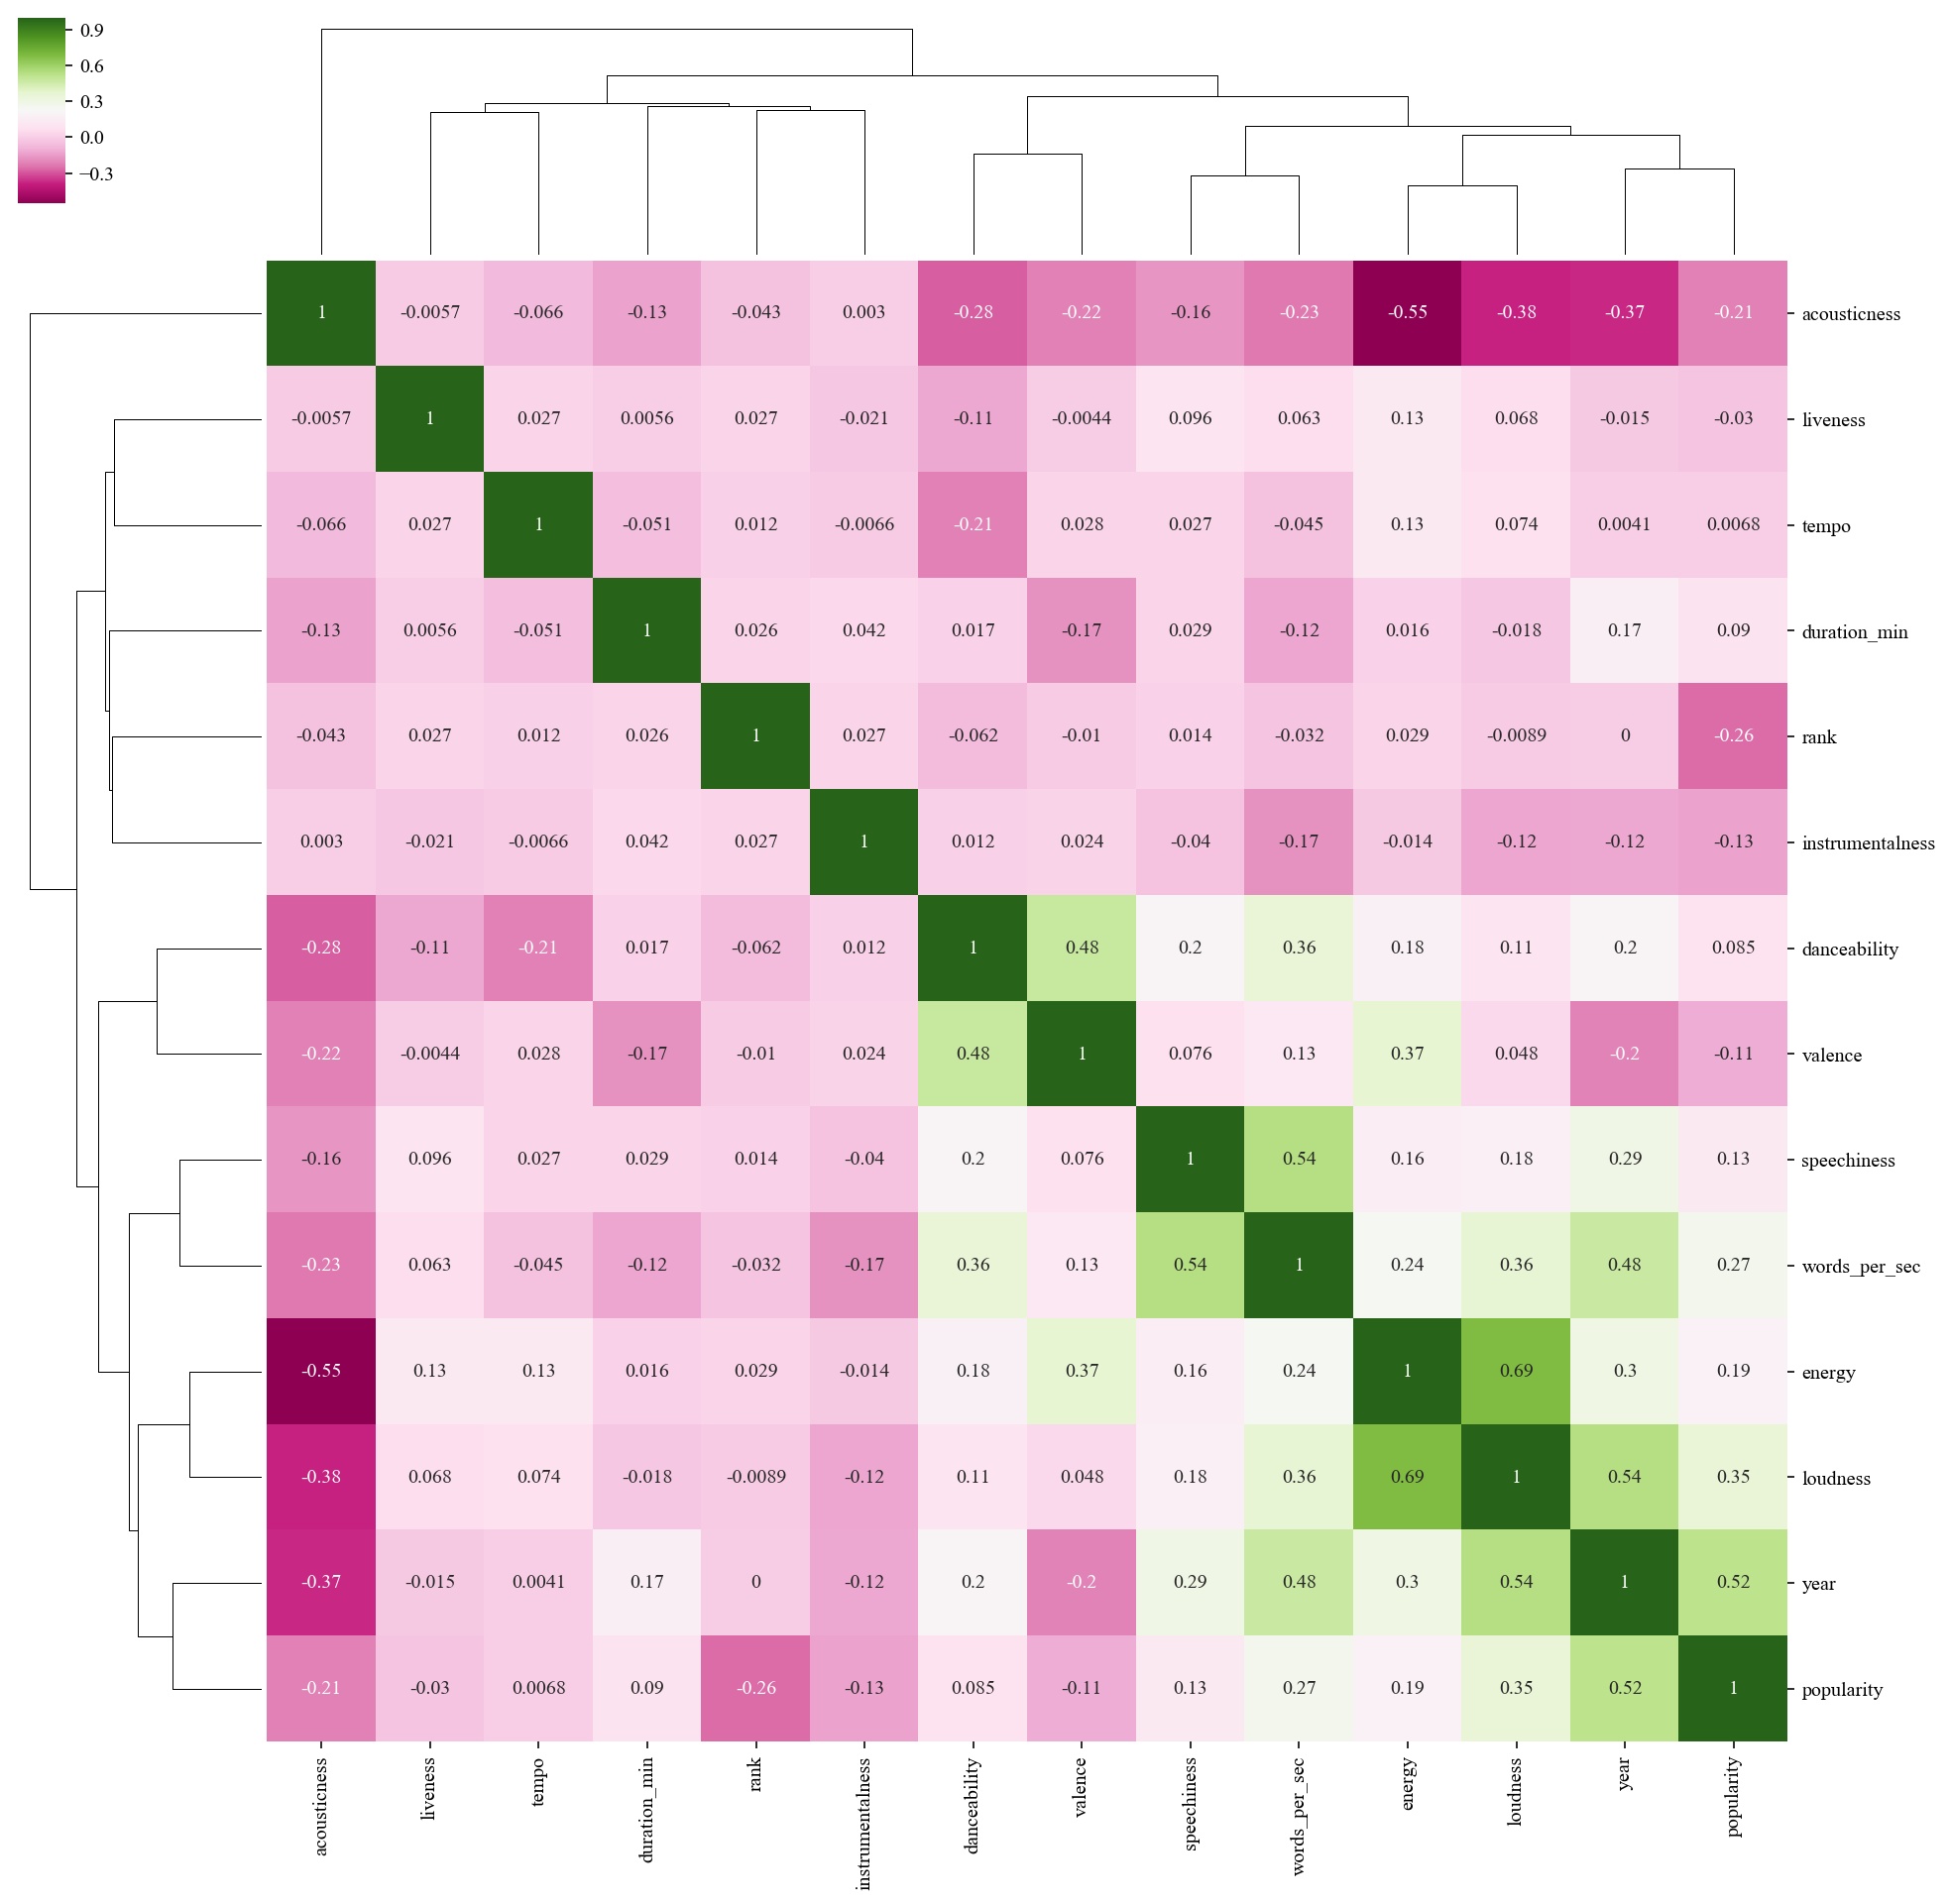 0.9
0.6
0.3
0.0
−0.3
1 -0.0057 -0.066 -0.13 -0.043 0.003 -0.28 -0.22 -0.16 -0.23 -0.55 -0.38 -0.37 -0.21 acousticness
-0.0057 1 0.027 0.0056 0.027 -0.021 -0.11 -0.0044 0.096 0.063 0.13 0.068 -0.015 -0.03 liveness
-0.066 0.027 1 -0.051 0.012 -0.0066 -0.21 0.028 0.027 -0.045 0.13 0.074 0.0041 0.0068 tempo
-0.13 0.0056 -0.051 1 0.026 0.042 0.017 -0.17 0.029 -0.12 0.016 -0.018 0.17 0.09 duration_min
-0.043 0.027 0.012 0.026 1 0.027 -0.062 -0.01 0.014 -0.032 0.029 -0.0089 0 -0.26 rank
0.003 -0.021 -0.0066 0.042 0.027 1 0.012 0.024 -0.04 -0.17 -0.014 -0.12 -0.12 -0.13 instrumentalness
-0.28 -0.11 -0.21 0.017 -0.062 0.012 1 0.48 0.2 0.36 0.18 0.11 0.2 0.085 danceability
-0.22 -0.0044 0.028 -0.17 -0.01 0.024 0.48 1 0.076 0.13 0.37 0.048 -0.2 -0.11 valence
-0.16 0.096 0.027 0.029 0.014 -0.04 0.2 0.076 1 0.54 0.16 0.18 0.29 0.13 speechiness
-0.23 0.063 -0.045 -0.12 -0.032 -0.17 0.36 0.13 0.54 1 0.24 0.36 0.48 0.27 words_per_sec
-0.55 0.13 0.13 0.016 0.029 -0.014 0.18 0.37 0.16 0.24 1 0.69 0.3 0.19 energy
-0.38 0.068 0.074 -0.018 -0.0089 -0.12 0.11 0.048 0.18 0.36 0.69 1 0.54 0.35 loudness
-0.37 -0.015 0.0041 0.17 0 -0.12 0.2 -0.2 0.29 0.48 0.3 0.54 1 0.52 year
-0.21 -0.03 0.0068 0.09 -0.26 -0.13 0.085 -0.11 0.13 0.27 0.19 0.35 0.52 1 popularity
acousticness liveness tempo duration_min rank instrumentalness danceability valence speechiness words_per_sec energy loudness year popularity